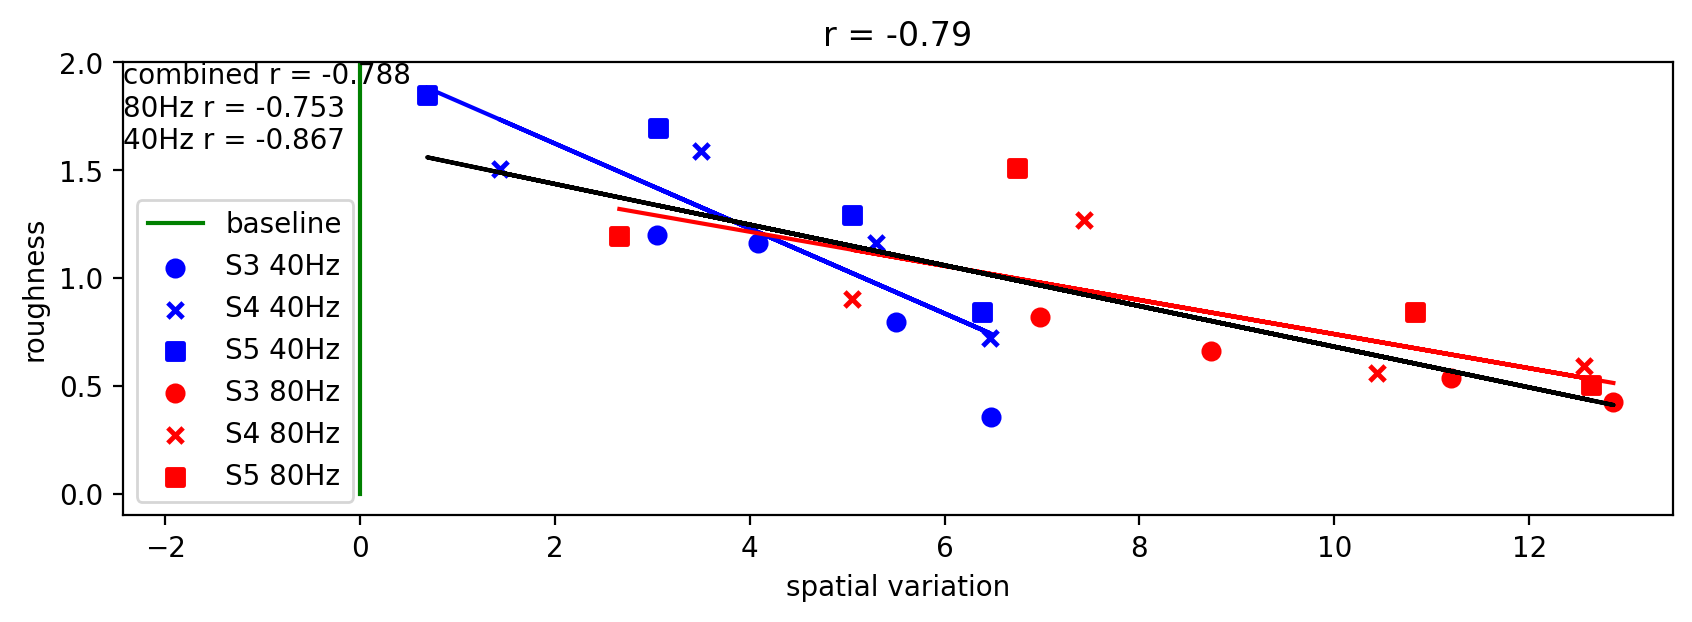 r = -0.79
combined r = -0.788
80Hz r = -0.753
40Hz r = -0.867
baseline
S3 40Hz
S4 40Hz
S5 40Hz
S3 80Hz
S4 80Hz
S5 80Hz
roughness
2.0
1.5
1.0
0.5
0.0
−2 0 2 4 6 8 10 12
spatial variation